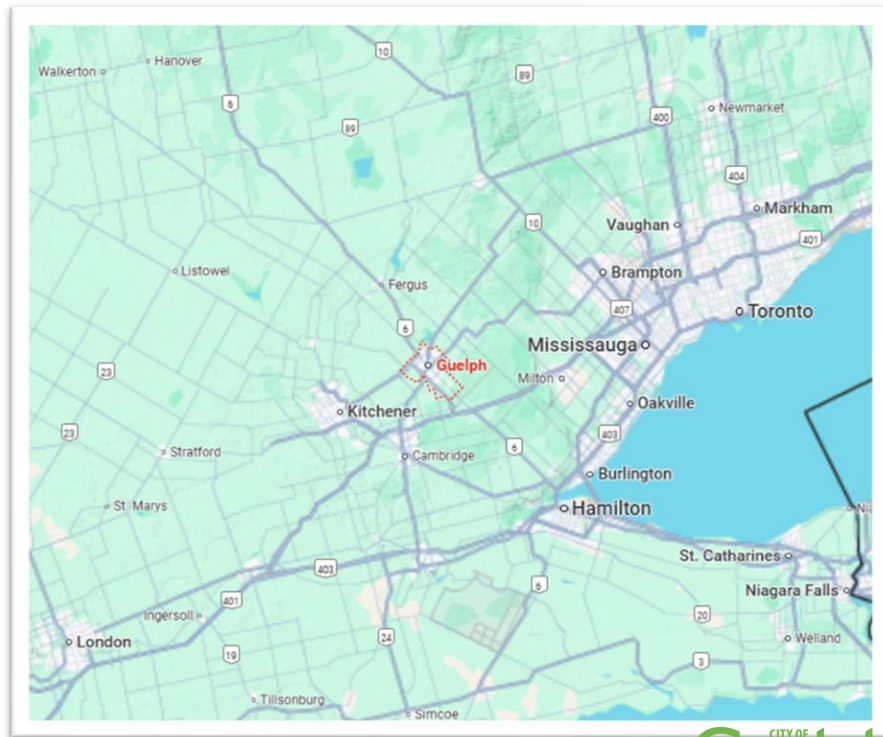 Walkerton
Hanover
10
89
6
89
400
Newmarket
404
Markham
10
Vaughan
401
Listowel
Brampton
Fergus
407
Toronto
6
Mississauga
Guelph
23
Milton
Kitchener
Oakville
23
403
6
Stratford
Cambridge
Burlington
St. Marys
Hamilton
St. Catharines
403
6
Niagara Falls
401
Ingersoll
20
24
London
Welland
19
3
Tillsonburg
Simcoe
CITY OF